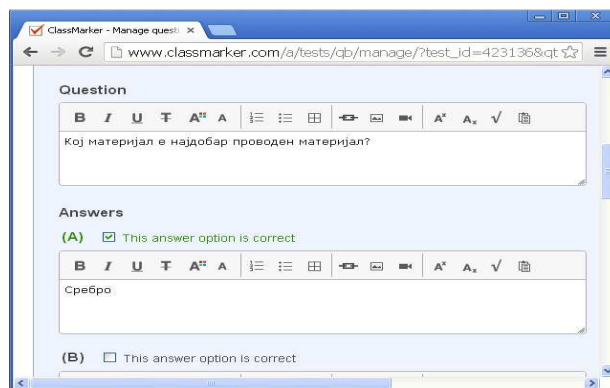 ClassMarker - Manage questi
www.classmarker.com/a/tests/qb/manage/?test_id=423136&qt
Question
Кој материјал е најдобар проводен материјал?
Answers
(A) This answer option is correct
Сребро
(B) This answer option is correct